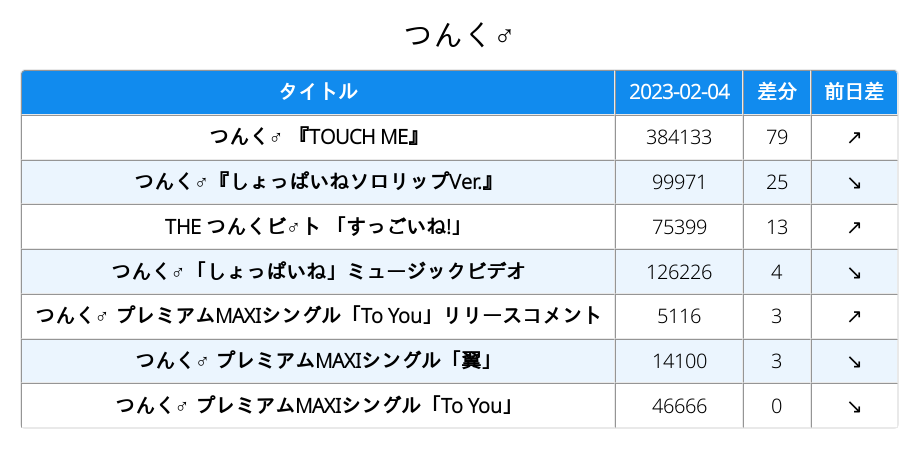 つんく♂
タイトル 2023-02-04 差分 前日差
つんく♂ 『TOUCH ME』 384133 79 ↗
つんく♂『しょっぱいねソロリップVer.』 99971 25 ↘
THE つんくビ♂ト 「すっごいね!」 75399 13 ↗
つんく♂「しょっぱいね」ミュージックビデオ 126226 4 ↘
つんく♂ プレミアムMAXIシングル「To You」リリースコメント 5116 3 ↗
つんく♂ プレミアムMAXIシングル「翼」 14100 3 ↘
つんく♂ プレミアムMAXIシングル「To You」 46666 0 ↘